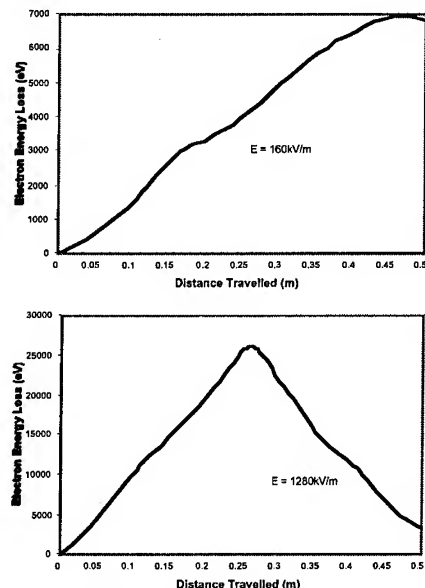 7000
6000
5000
4000
3000
2000
1000
0
Electron Energy Loss (eV)
E = 160kV/m
0 0.05 0.1 0.15 0.2 0.25 0.3 0.35 0.4 0.45 0.5
Distance Travelled (m)
30000
25000
20000
15000
10000
5000
0
Electron Energy Loss (eV)
E = 1280kV/m
0 0.05 0.1 0.15 0.2 0.25 0.3 0.35 0.4 0.45 0.5
Distance Travelled (m)